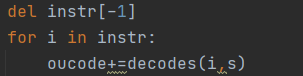 del instr[-1]
for i in instr:
    oucode+=decodes(i,s)